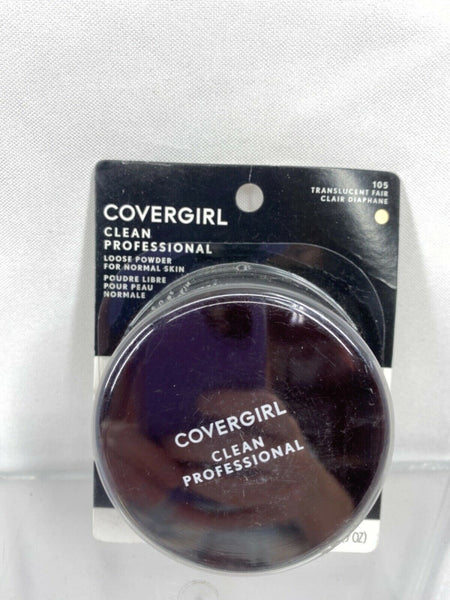 105
TRANSLUCENT FAIR
CLAIR DIAPHANE
COVERGIRL
CLEAN
PROFESSIONAL
LOOSE POWDER
FOR NORMAL SKIN
POUDRE LIBRE
POUR PEAU
NORMALE
COVERGIRL
CLEAN
PROFESSIONAL
OZ)